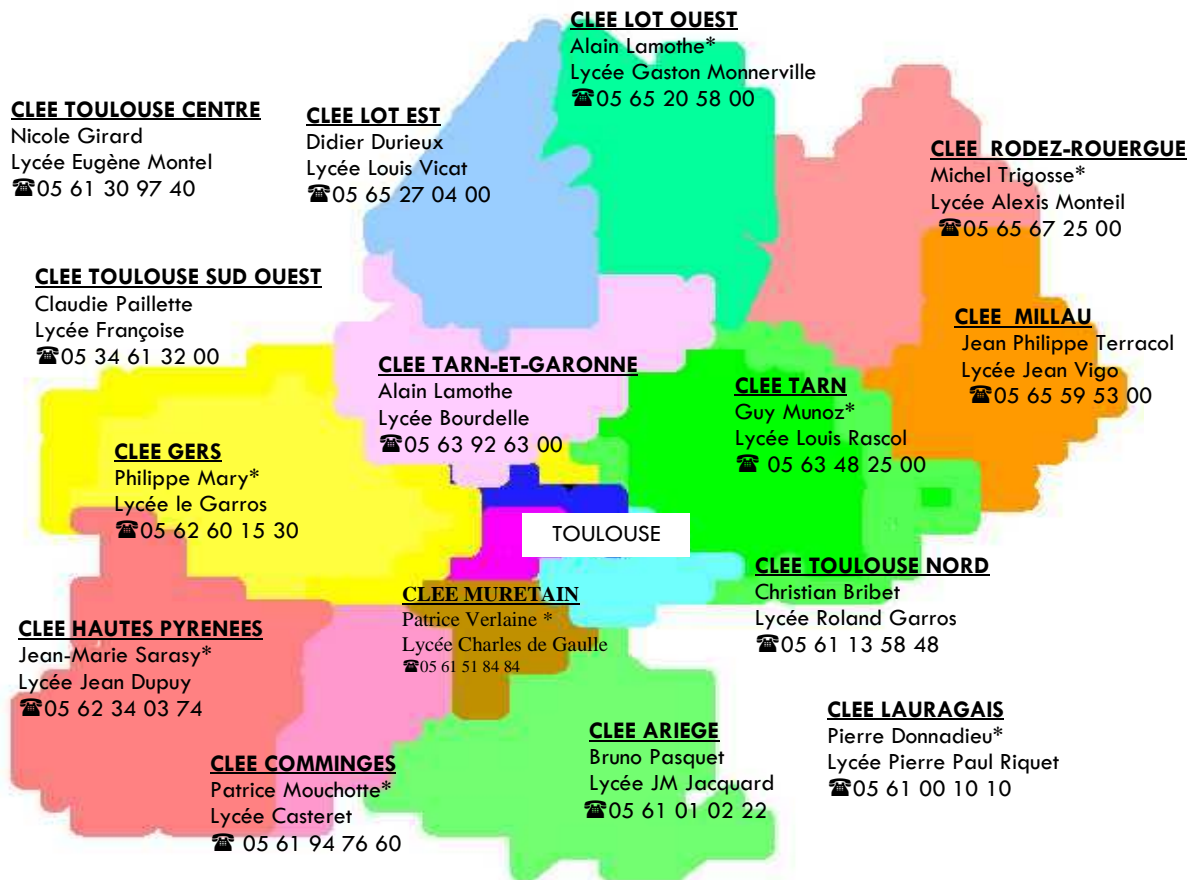 CLEE LOT OUEST
Alain Lamothe*
Lycée Gaston Monnerville
☎05 65 20 58 00
CLEE TOULOUSE CENTRE
Nicole Girard
Lycée Eugène Montel
☎05 61 30 97 40
CLEE LOT EST
Didier Durieux
Lycée Louis Vicat
☎05 65 27 04 00
CLEE RODEZ-ROUERGUE
Michel Trigosse*
Lycée Alexis Monteil
☎05 65 67 25 00
CLEE TOULOUSE SUD OUEST
Claudie Paillette
Lycée Françoise
☎05 34 61 32 00
CLEE MILLAU
Jean Philippe Terracol
Lycée Jean Vigo
☎05 65 59 53 00
CLEE TARN-ET-GARONNE
Alain Lamothe
Lycée Bourdelle
☎05 63 92 63 00
CLEE TARN
Guy Munoz*
Lycée Louis Rascol
☎ 05 63 48 25 00
CLEE GERS
Philippe Mary*
Lycée le Garros
☎05 62 60 15 30
TOULOUSE
CLEE TOULOUSE NORD
Christian Bribet
Lycée Roland Garros
☎05 61 13 58 48
CLEE MURETAIN
Patrice Verlaine *
Lycée Charles de Gaulle
☎05 61 51 84 84
CLEE HAUTES PYRENEES
Jean-Marie Sarasy*
Lycée Jean Dupuy
☎05 62 34 03 74
CLEE LAURAGAIS
Pierre Donnadieu*
Lycée Pierre Paul Riquet
☎05 61 00 10 10
CLEE ARIEGE
Bruno Pasquet
Lycée JM Jacquard
☎05 61 01 02 22
CLEE COMMINGES
Patrice Mouchotte*
Lycée Casteret
☎ 05 61 94 76 60